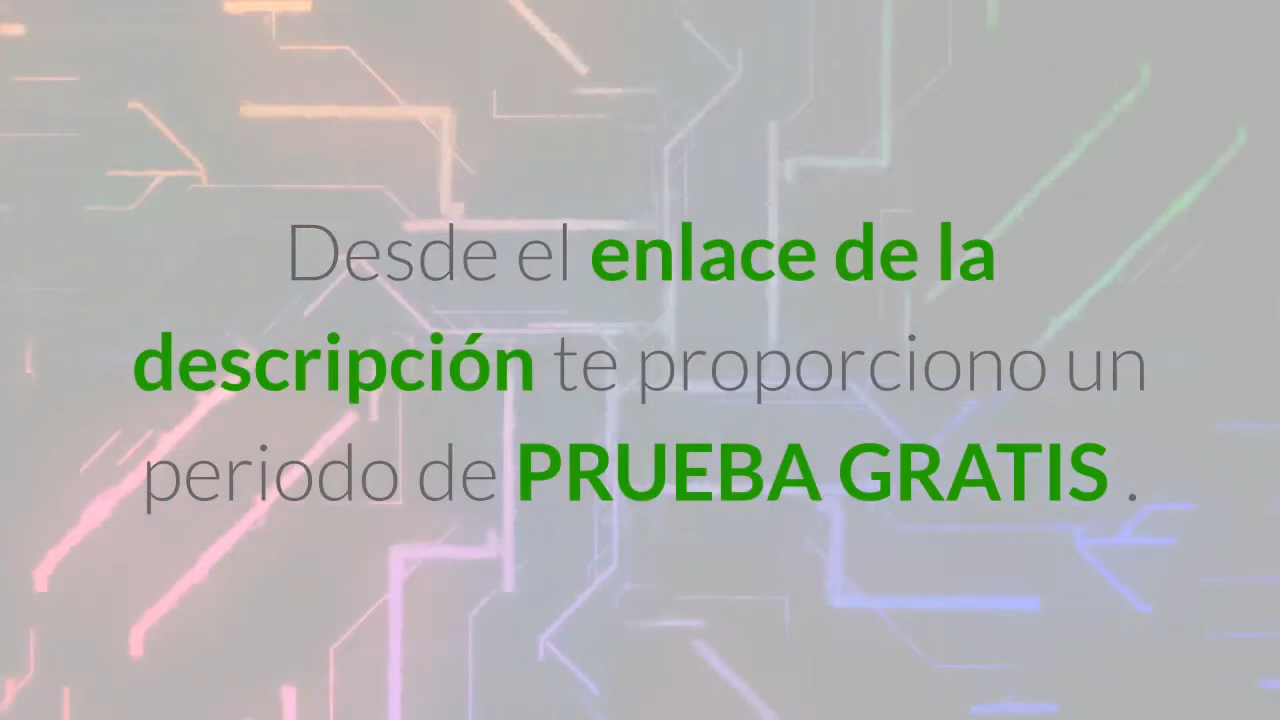 Desde el enlace de la
descripción te proporciono un
periodo de PRUEBA GRATIS .